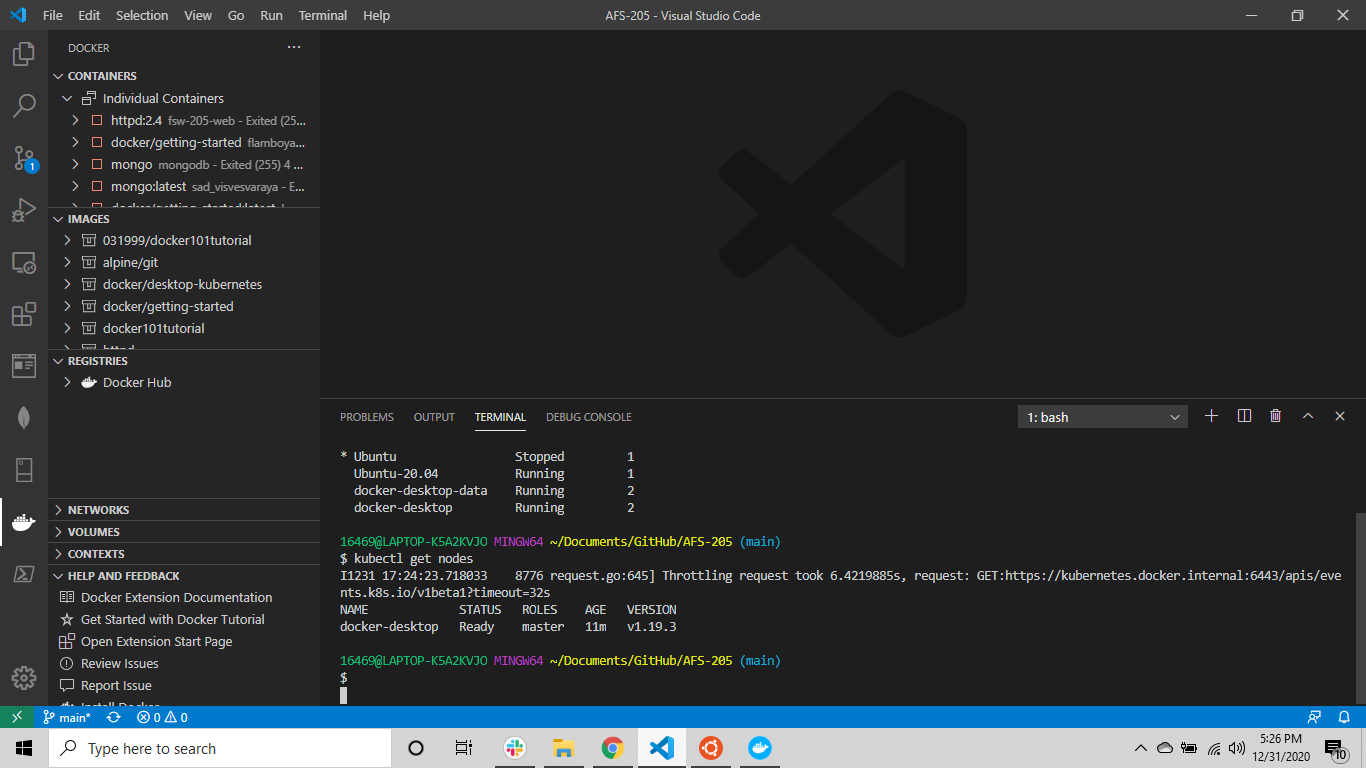 File Edit Selection View Go Run Terminal Help AFS-205 - Visual Studio Code
DOCKER
CONTAINERS
Individual Containers
httpd:2.4 fsw-205-web - Exited (25...
docker/getting-started flamboya...
mongo mongodb - Exited (255) 4 ...
mongo:latest sad_visvesvaraya - E...
IMAGES
031999/docker101tutorial
alpine/git
docker/desktop-kubernetes
docker/getting-started
docker101tutorial
httpd
REGISTRIES
Docker Hub
NETWORKS
VOLUMES
CONTEXTS
HELP AND FEEDBACK
Docker Extension Documentation
Get Started with Docker Tutorial
Open Extension Start Page
Review Issues
Report Issue
Install Docker
1
PROBLEMS OUTPUT TERMINAL DEBUG CONSOLE 1: bash
* Ubuntu Stopped 1
Ubuntu-20.04 Running 1
docker-desktop-data Running 2
docker-desktop Running 2
16469@LAPTOP-K5A2KVJO MINGW64 ~/Documents/GitHub/AFS-205 (main)
$ kubectl get nodes
I1231 17:24:23.718033 8776 request.go:645] Throttling request took 6.4219885s, request: GET:https://kubernetes.docker.internal:6443/apis/eve
nts.k8s.io/v1beta1?timeout=32s
NAME STATUS ROLES AGE VERSION
docker-desktop Ready master 11m v1.19.3
16469@LAPTOP-K5A2KVJO MINGW64 ~/Documents/GitHub/AFS-205 (main)
$
main* 0 0
Type here to search
5:26 PM
12/31/2020
10